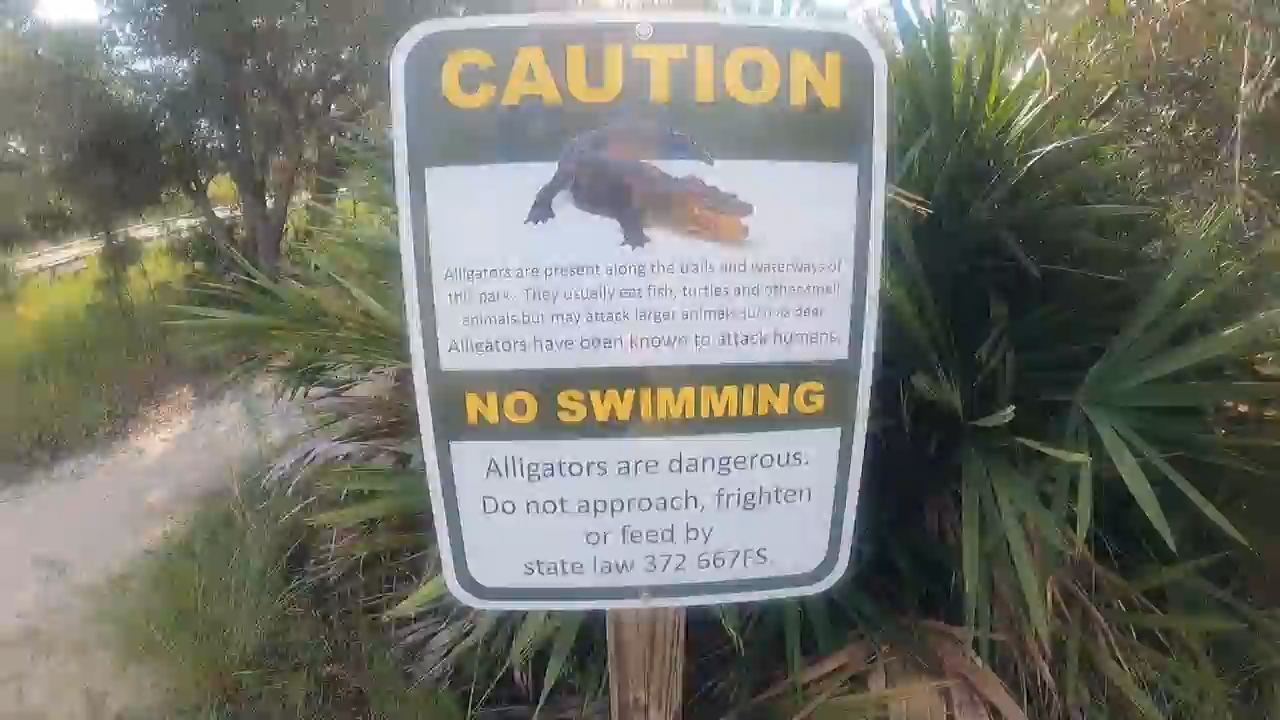 CAUTION
Alligators are present along the trails and waterways of
this park. They usually eat fish, turtles and other small
animals but may attack larger animals such as deer.
Alligators have been known to attack humans.
NO SWIMMING
Alligators are dangerous.
Do not approach, frighten
or feed by
state law 372 667FS.